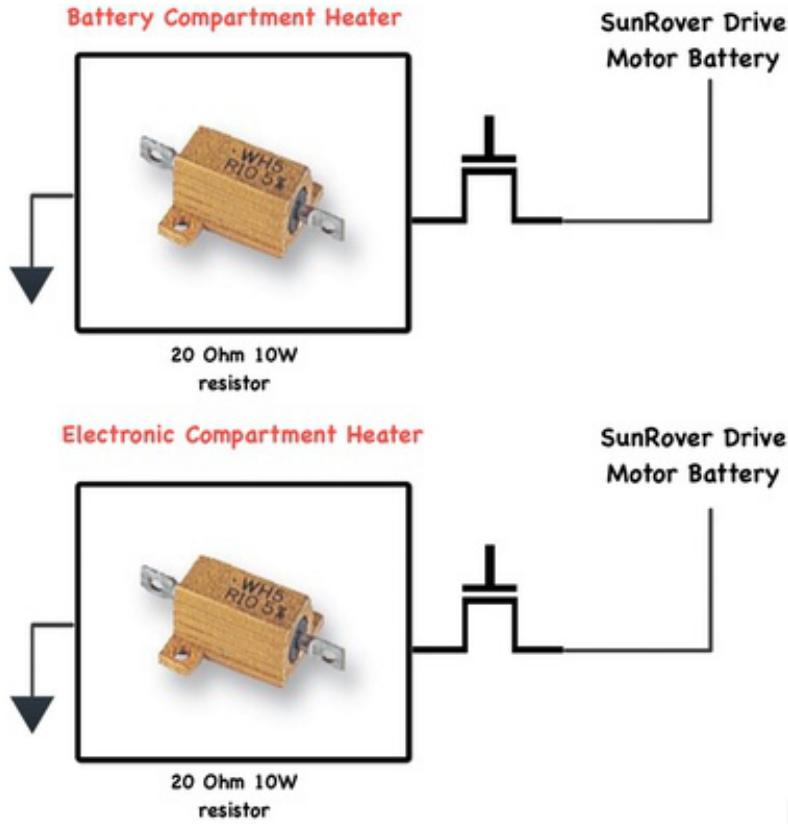 Battery Compartment Heater
SunRover Drive
Motor Battery
.WH5
R10 5%
20 Ohm 10W
resistor
Electronic Compartment Heater
SunRover Drive
Motor Battery
.WH5
R10 5%
20 Ohm 10W
resistor